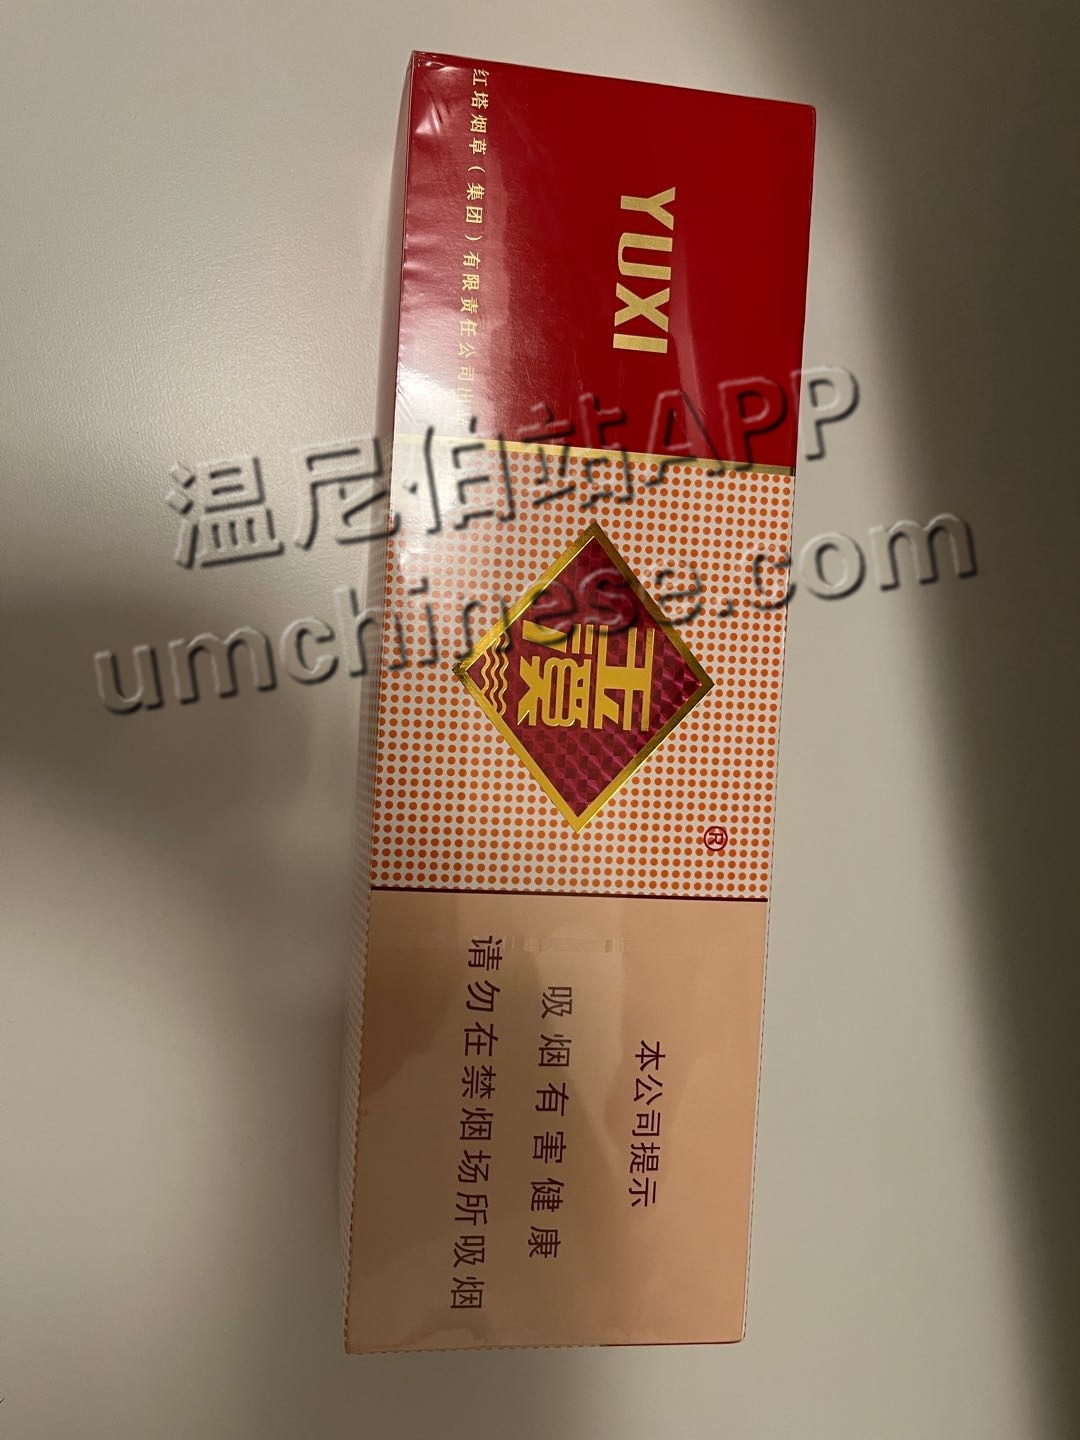 红塔烟草（集团）有限责任公司出品
YUXI
玉溪
®
本公司提示
吸烟有害健康
请勿在禁烟场所吸烟
温尼伯站APP
umchinese.com